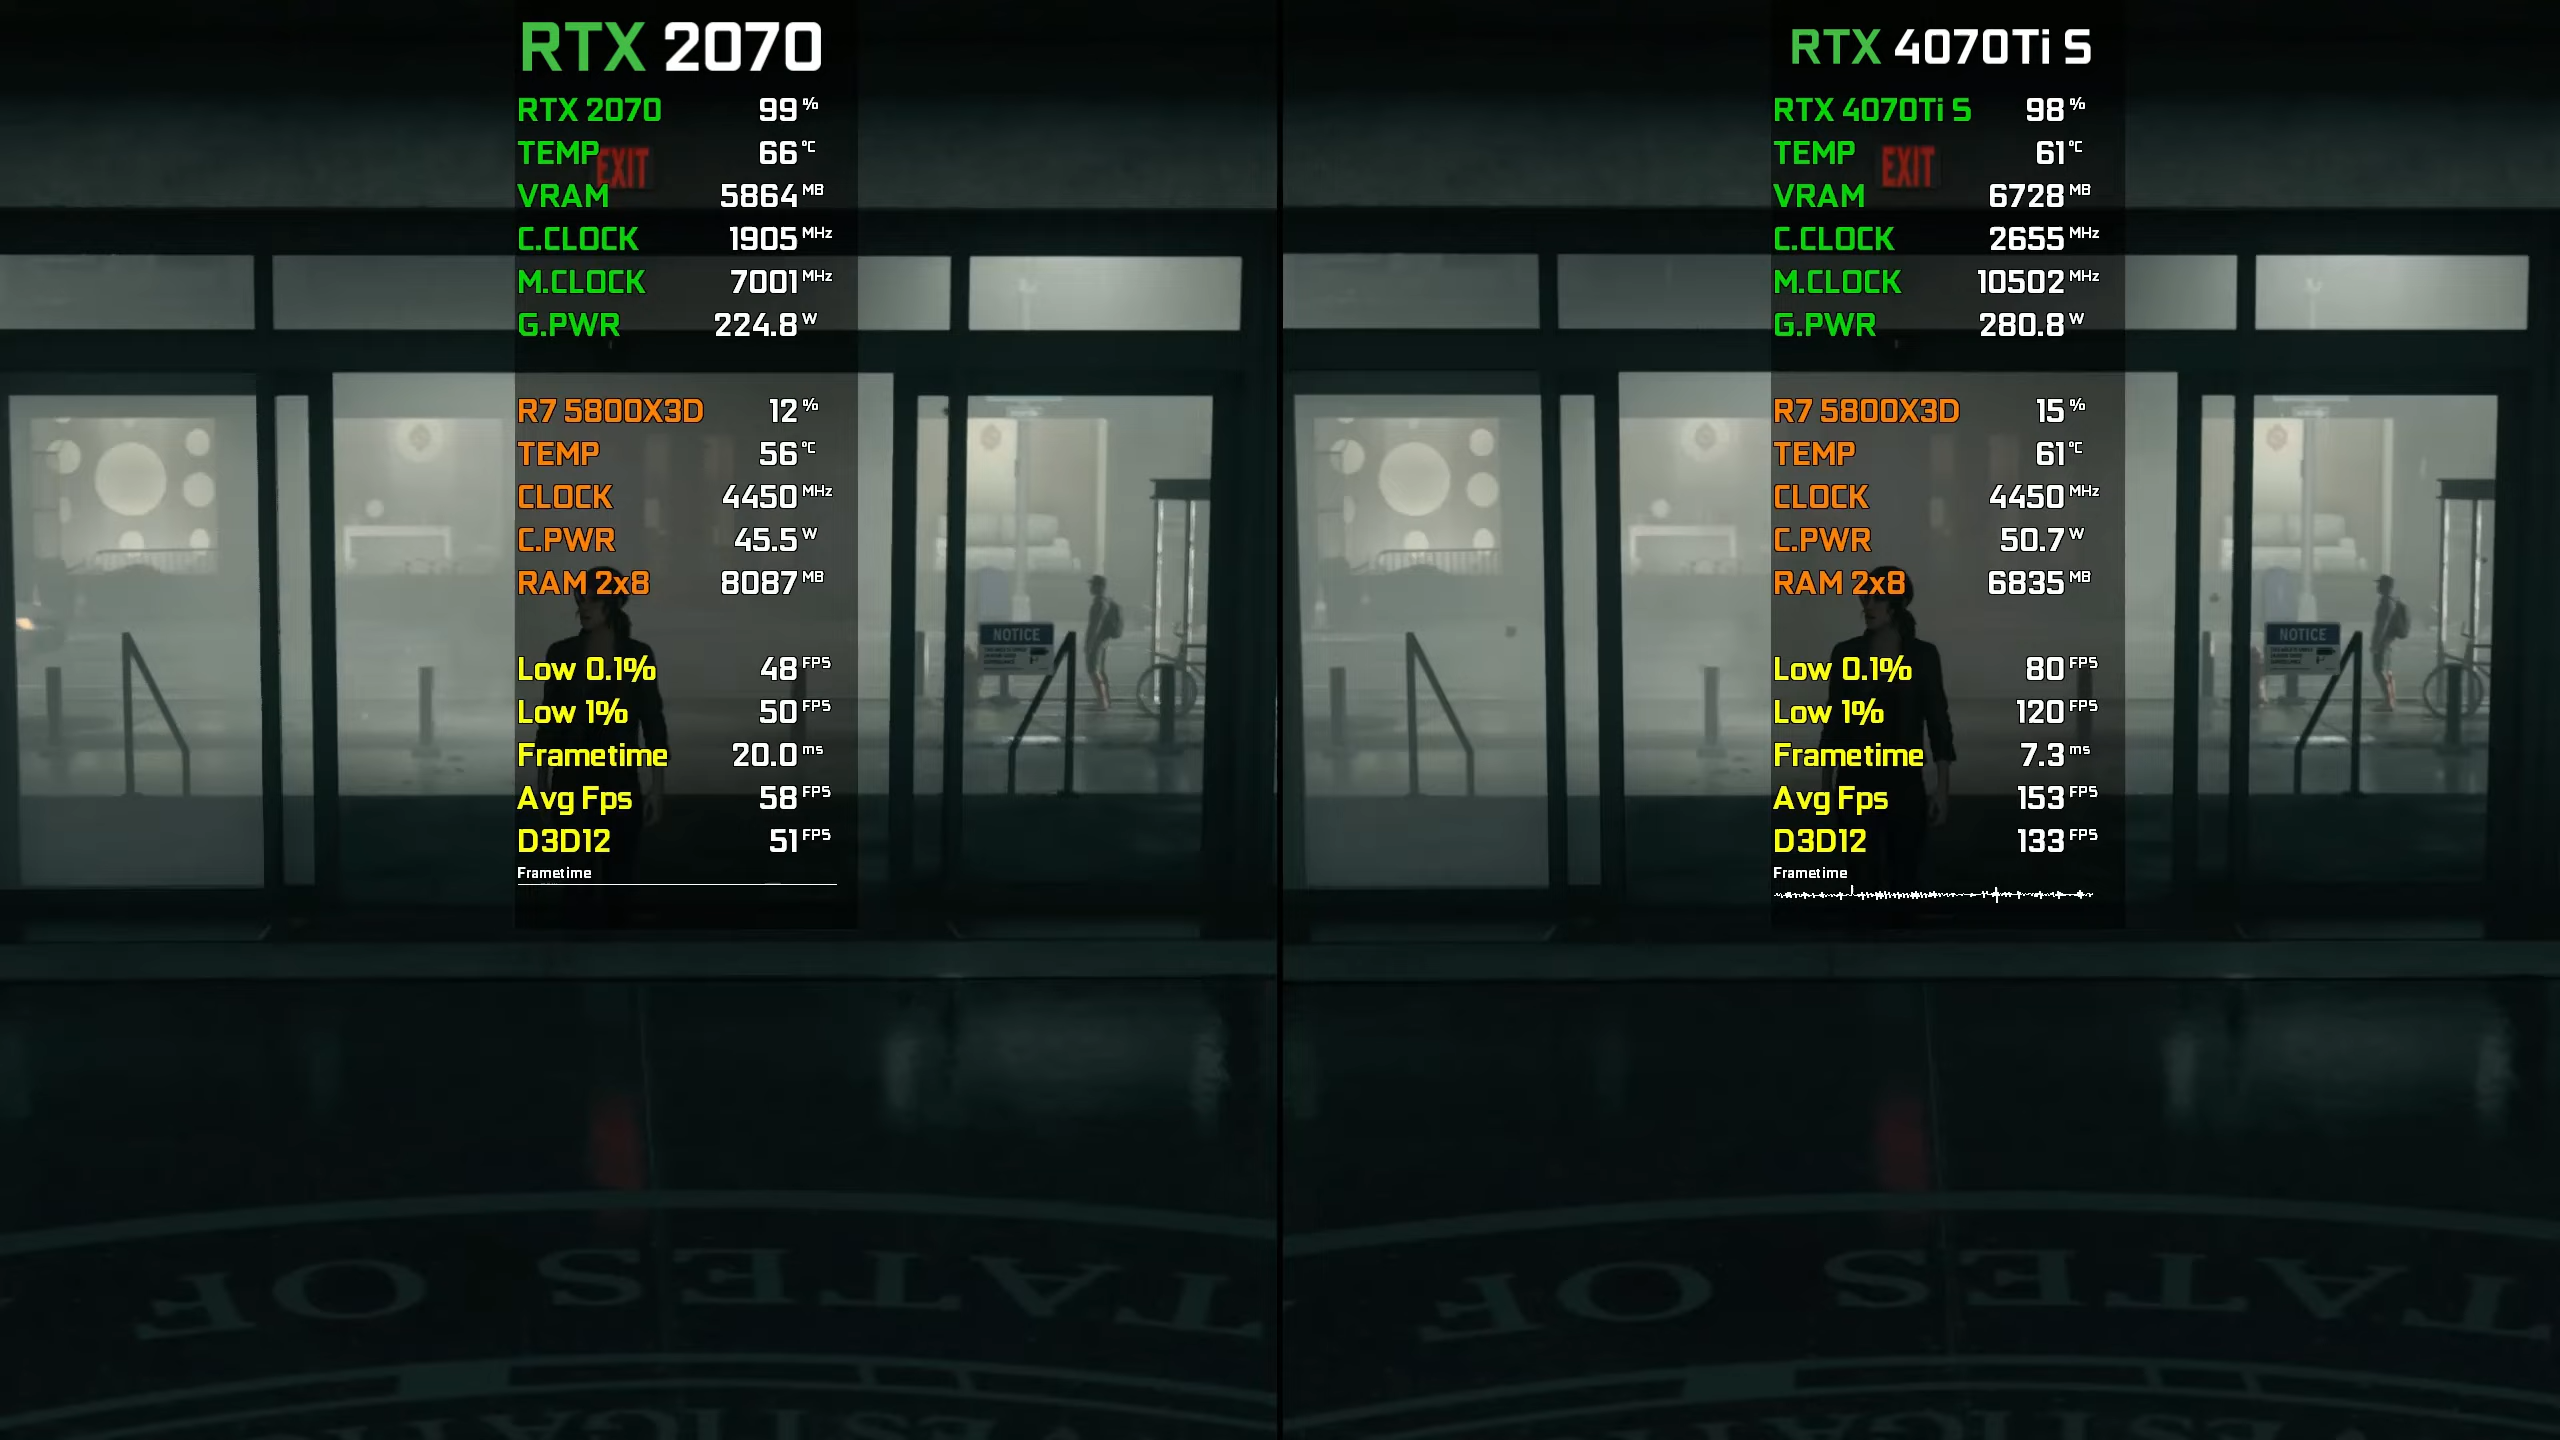 RTX 2070
RTX 2070 99 %
TEMP 66 °C
EXIT
VRAM 5864 MB
C.CLOCK 1905 MHz
M.CLOCK 7001 MHz
G.PWR 224.8 W
R7 5800X3D 12 %
TEMP 56 °C
CLOCK 4450 MHz
C.PWR 45.5 W
RAM 2x8 8087 MB
NOTICE
Low 0.1% 48 FPS
Low 1% 50 FPS
Frametime 20.0 ms
Avg Fps 58 FPS
D3D12 51 FPS
Frametime
TATES OF
ESTIGATI
RTX 4070Ti S
RTX 4070Ti S 98 %
TEMP 61 °C
EXIT
VRAM 6728 MB
C.CLOCK 2655 MHz
M.CLOCK 10502 MHz
G.PWR 280.8 W
R7 5800X3D 15 %
TEMP 61 °C
CLOCK 4450 MHz
C.PWR 50.7 W
RAM 2x8 6835 MB
NOTICE
Low 0.1% 80 FPS
Low 1% 120 FPS
Frametime 7.3 ms
Avg Fps 153 FPS
D3D12 133 FPS
Frametime
TATES OF
ESTIGATI